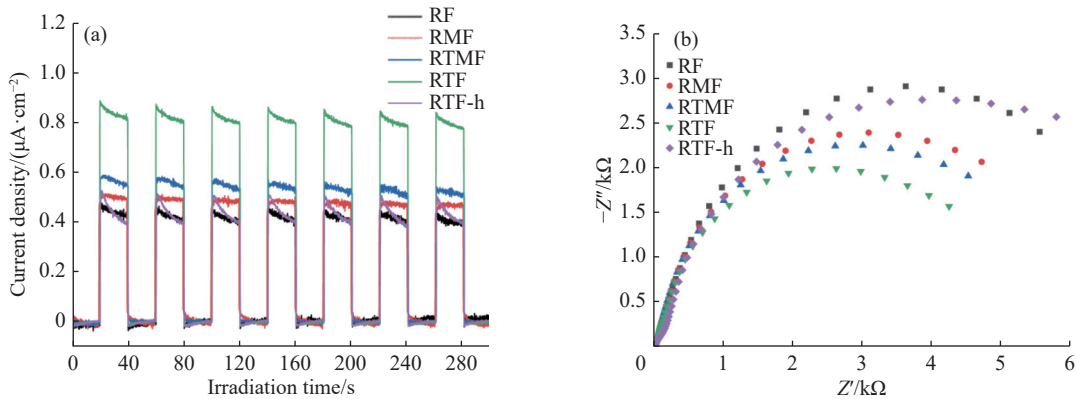 (a)
RF
RMF
RTMF
RTF
RTF-h
1.2
1.0
0.8
0.6
0.4
0.2
0
Current density/(μA·cm⁻²)
0 40 80 120 160 200 240 280
Irradiation time/s
(b)
RF
RMF
RTMF
RTF
RTF-h
3.5
3.0
2.5
2.0
1.5
1.0
0.5
−Z″/kΩ
0 1 2 3 4 5 6
Z′/kΩ